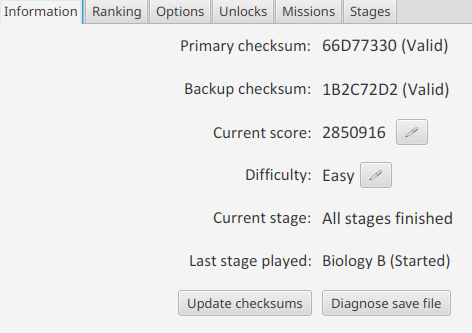 Information Ranking Options Unlocks Missions Stages
Primary checksum: 66D77330 (Valid)
Backup checksum: 1B2C72D2 (Valid)
Current score: 2850916
Difficulty: Easy
Current stage: All stages finished
Last stage played: Biology B (Started)
Update checksums Diagnose save file